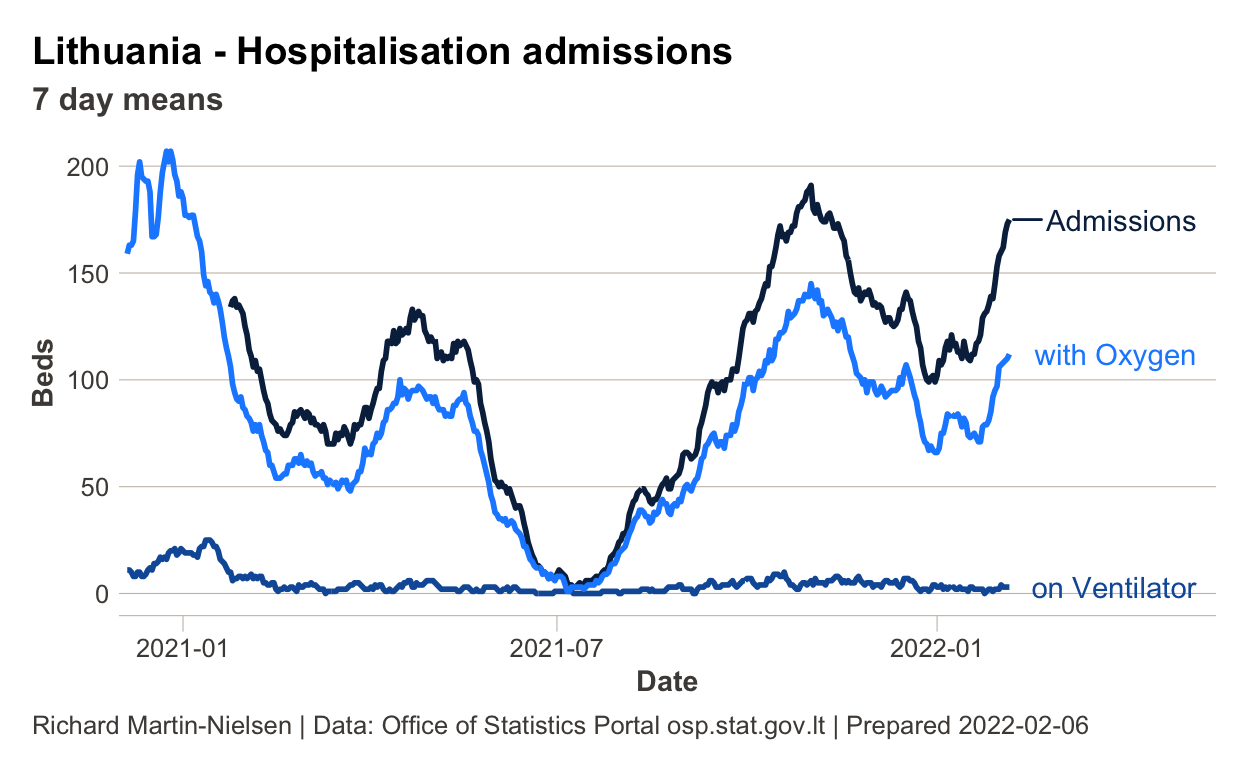 Lithuania - Hospitalisation admissions
7 day means
200
150
100
50
0
Beds
Admissions
with Oxygen
on Ventilator
2021-01
2021-07
2022-01
Date
Richard Martin-Nielsen | Data: Office of Statistics Portal osp.stat.gov.lt | Prepared 2022-02-06